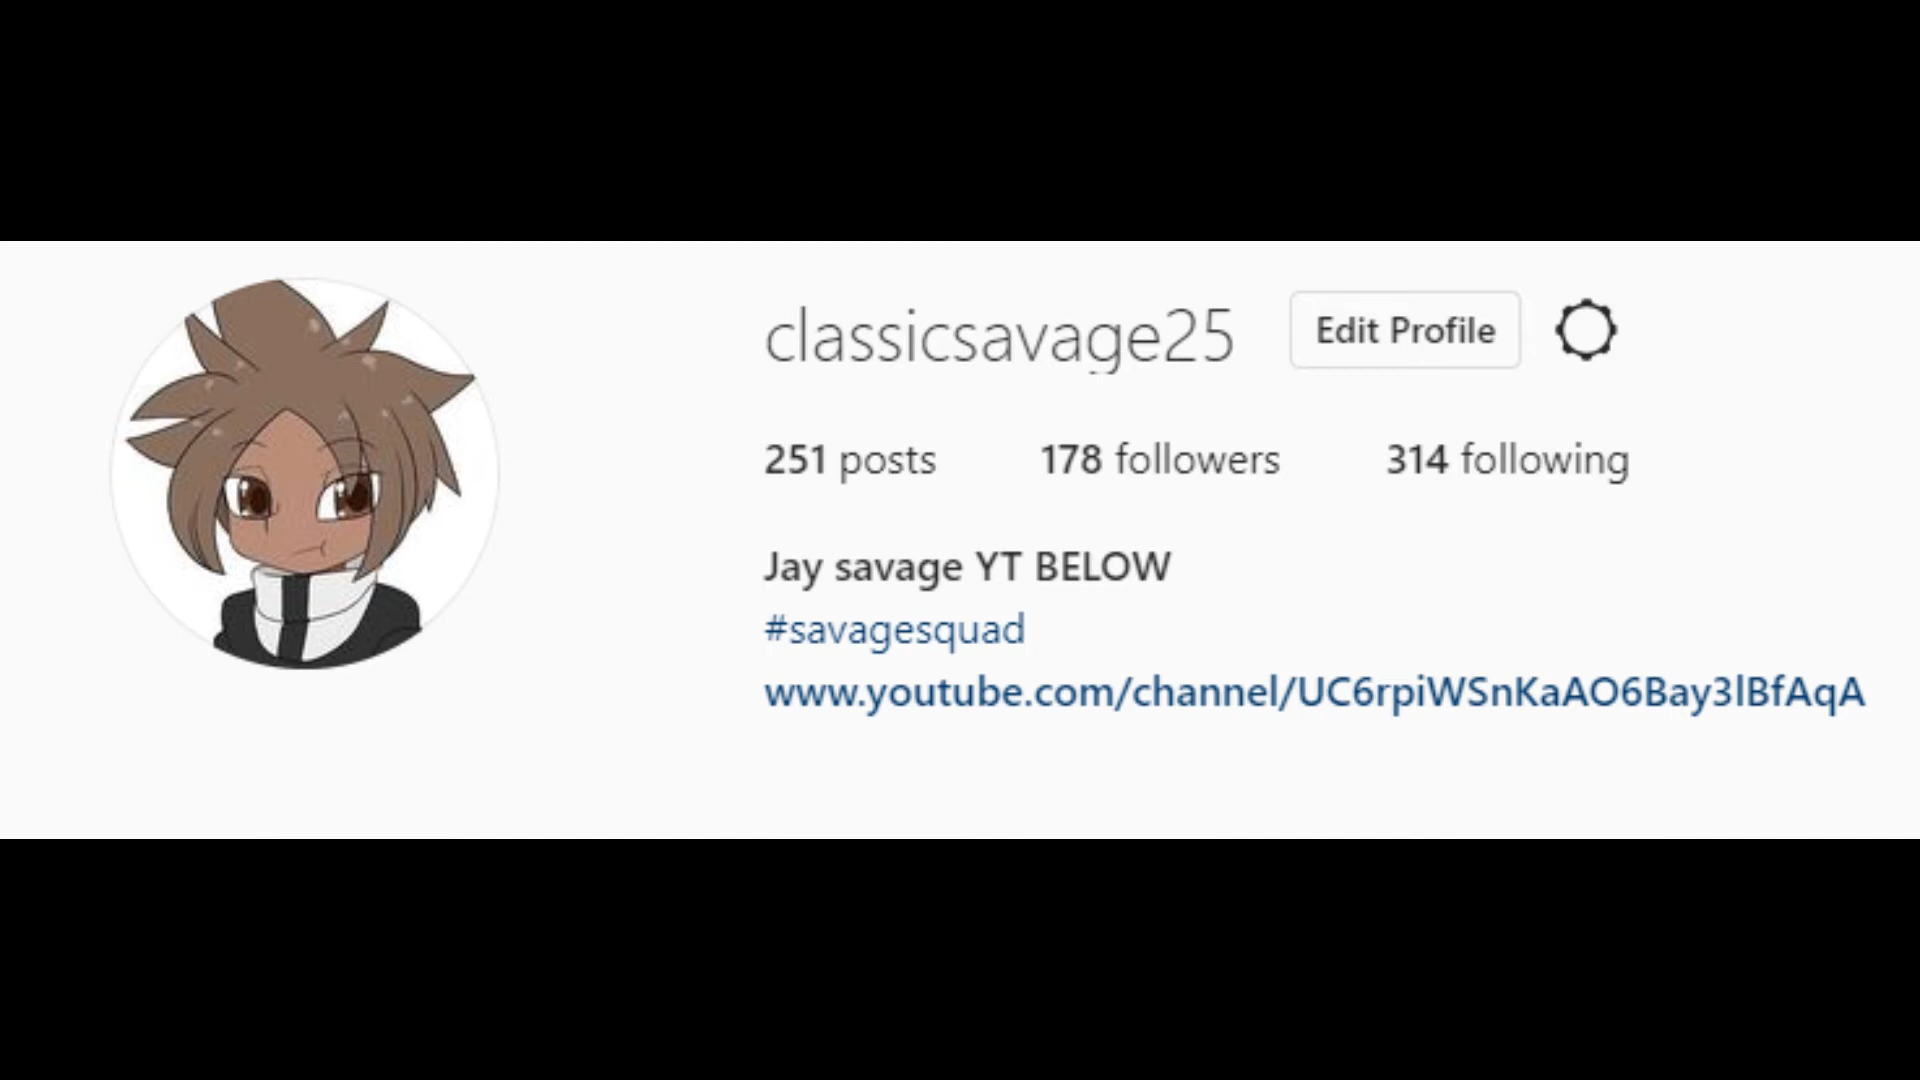 classicsavage25 Edit Profile
251 posts 178 followers 314 following
Jay savage YT BELOW
#savagesquad
www.youtube.com/channel/UC6rpiWSnKaAO6Bay3lBfAqA